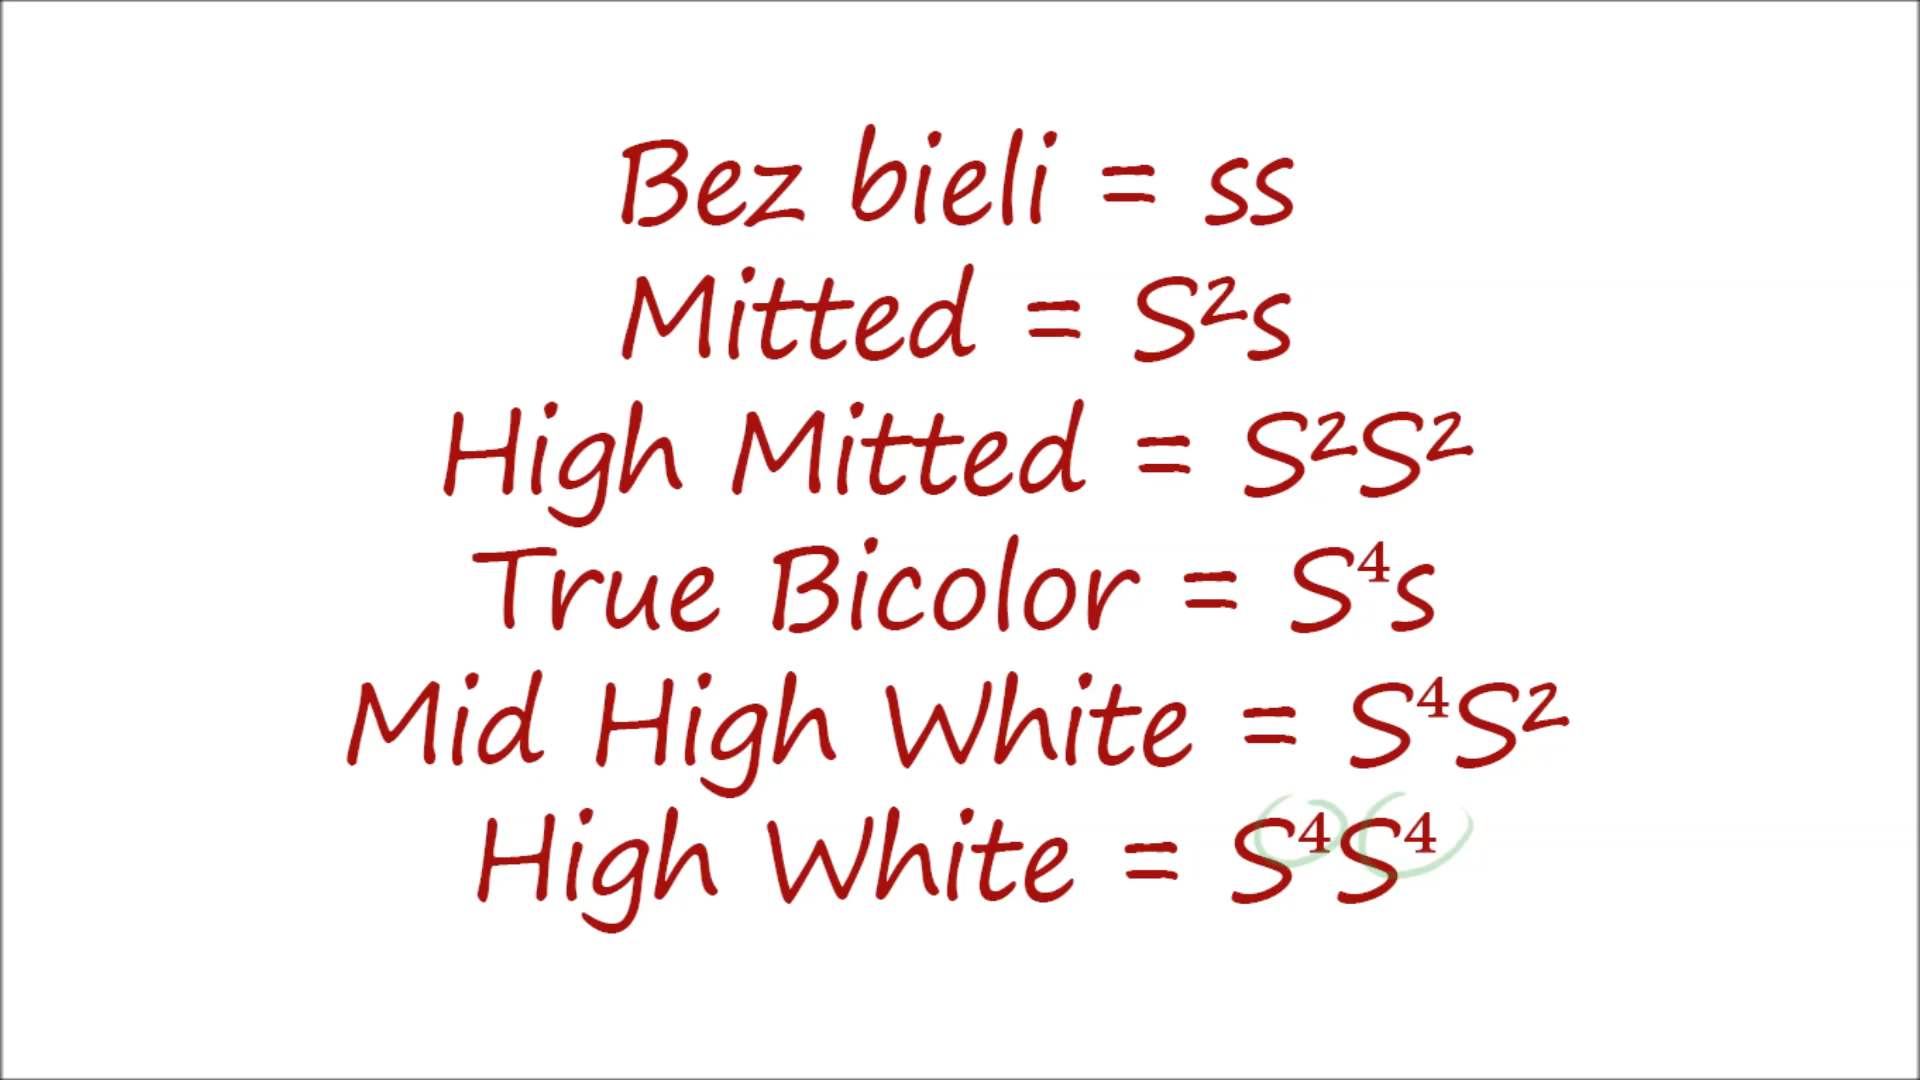 Bez bieli = ss
Mitted = S²s
High Mitted = S²S²
True Bicolor = S⁴s
Mid High White = S⁴S²
High White = S⁴S⁴